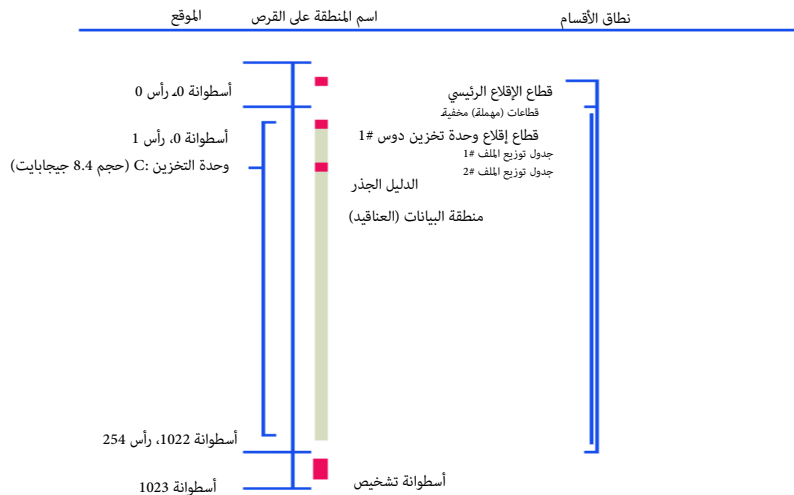 نطاق الأقسام
اسم المنطقة على القرص
الموقع
قطاع الإقلاع الرئيسي
أسطوانة 0، رأس 0
قطاعات (مهملة) مخفية
قطاع إقلاع وحدة تخزين دوس #1
أسطوانة 0، رأس 1
جدول توزيع الملف #1
وحدة التخزين C: (حجم 8.4 جيجابايت)
جدول توزيع الملف #2
الدليل الجذر
منطقة البيانات (العناقيد)
أسطوانة 1022، رأس 254
أسطوانة تشخيص
أسطوانة 1023